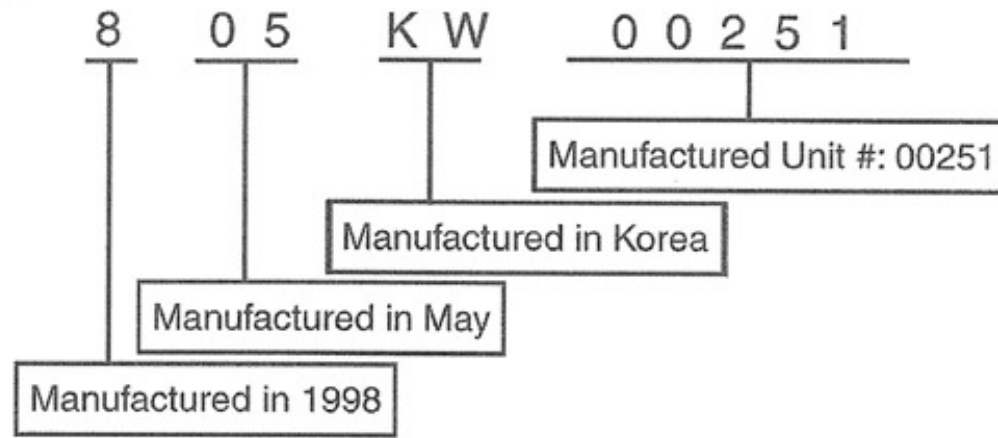 8 05 KW 00251
Manufactured Unit #: 00251
Manufactured in Korea
Manufactured in May
Manufactured in 1998